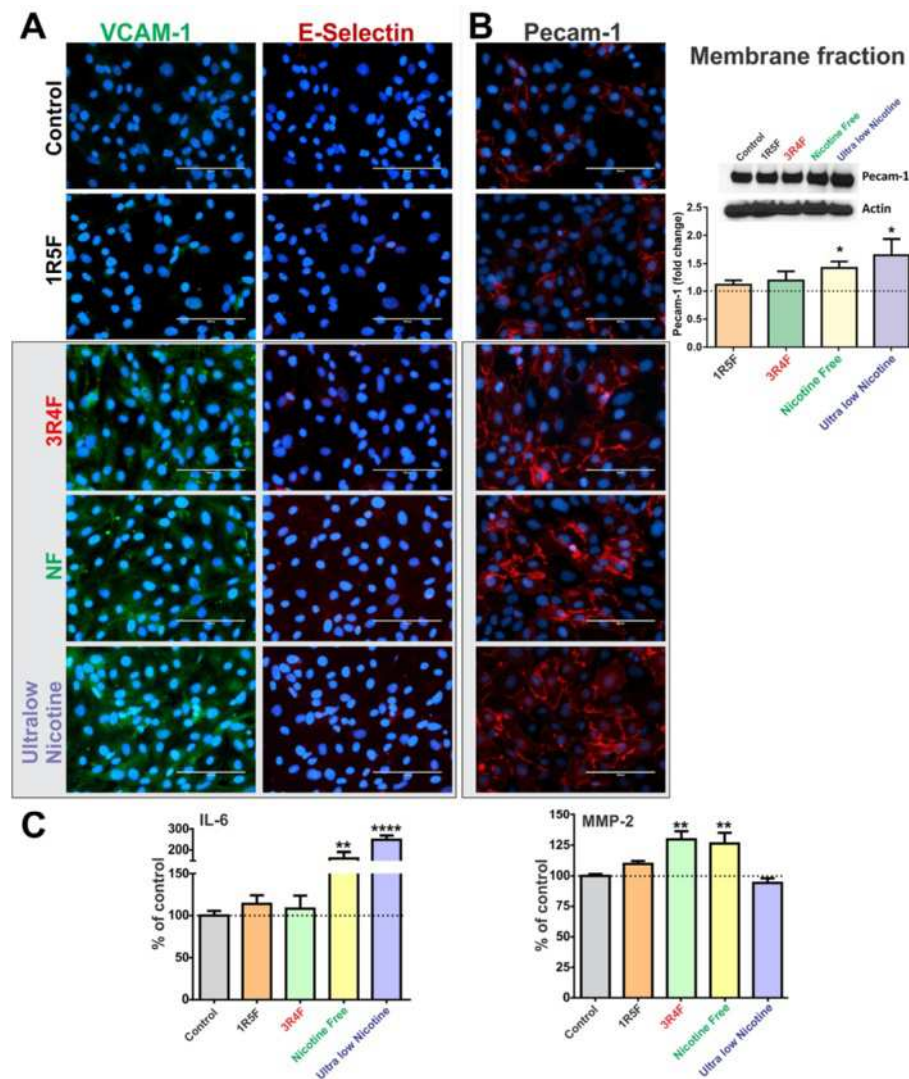 A
VCAM-1
E-Selectin
B
Pecam-1
Membrane fraction
Control
1R5F
3R4F
NF
Ultralow
Nicotine
Control
1R5F
3R4F
Nicotine Free
Ultra low Nicotine
Pecam-1
Actin
Pecam-1 (fold change)
2.5
2.0
1.5
1.0
0.5
0.0
*
*
1R5F
3R4F
Nicotine Free
Ultra low Nicotine
C
IL-6
% of control
300
200
150
100
50
0
**
****
Control
1R5F
3R4F
Nicotine Free
Ultra low Nicotine
MMP-2
% of control
150
125
100
75
50
25
0
**
**
Control
1R5F
3R4F
Nicotine Free
Ultra low Nicotine